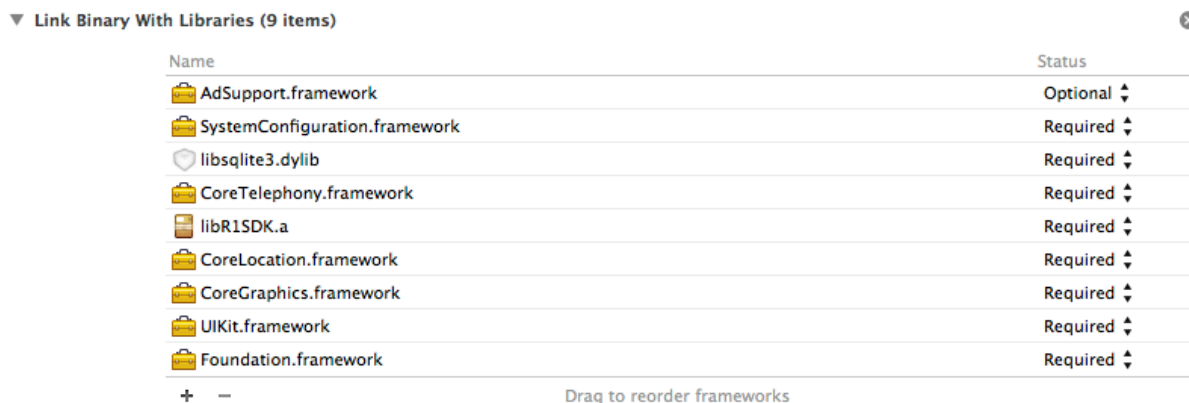 Link Binary With Libraries (9 items)
Name Status
AdSupport.framework Optional
SystemConfiguration.framework Required
libsqlite3.dylib Required
CoreTelephony.framework Required
libR1SDK.a Required
CoreLocation.framework Required
CoreGraphics.framework Required
UIKit.framework Required
Foundation.framework Required
+ − Drag to reorder frameworks